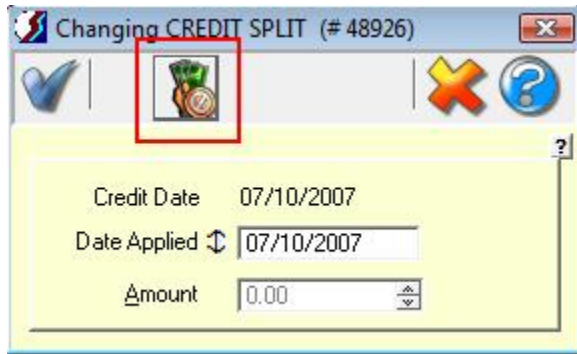 Changing CREDIT SPLIT (# 48926)
?
?
Credit Date 07/10/2007
Date Applied 07/10/2007
Amount 0.00